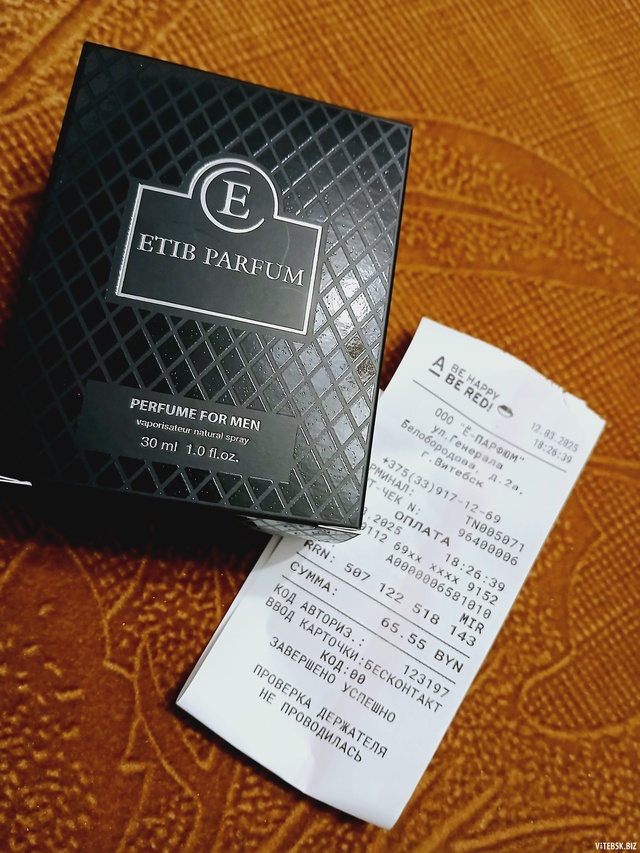 E
ETIB PARFUM
PERFUME FOR MEN
vaporisateur natural spray
30 ml 1.0 fl.oz.
A BE HAPPY
BE RED!
12.03.2025
18:26:39
ООО "Ё-ПАРФЮМ"
ул.Генерала
Белобородова, д.2а,
г.Витебск
+375(33)917-12-69
TN005071
Т-ЧЕК N: 96400006
ОПЛАТА
.2025 18:26:39
9112 69xx xxxx 9152
A0000006581010
MIR
RRN: 507 122 518 143
СУММА: 65.55 BYN
КОД АВТОРИЗ.: 123197
ВВОД КАРТОЧКИ:БЕСКОНТАКТ
КОД:00
ЗАВЕРШЕНО УСПЕШНО
ПРОВЕРКА ДЕРЖАТЕЛЯ
НЕ ПРОВОДИЛАСЬ
ViTEBSK.BIZ